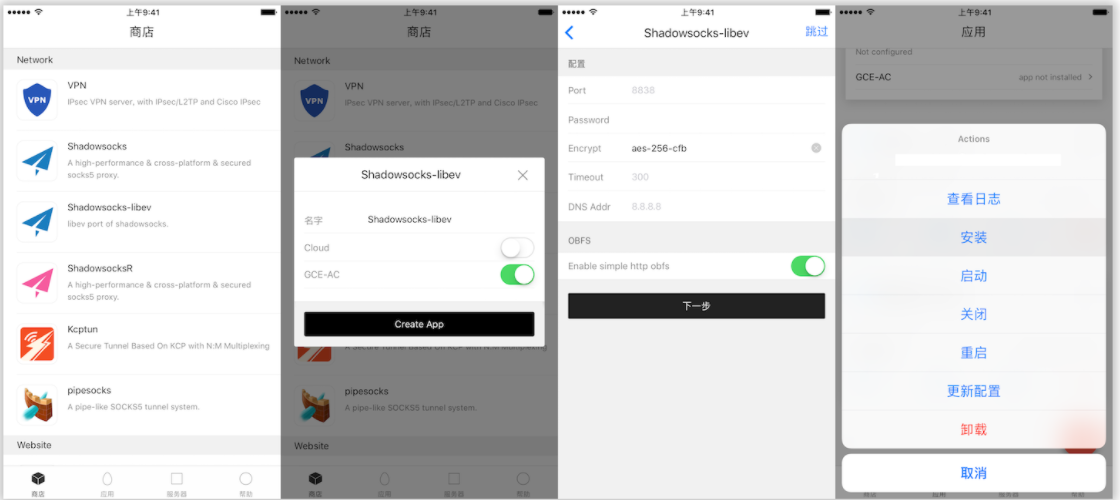 上午9:41
商店
Network
VPN
VPN
IPsec VPN server, with IPsec/L2TP and Cisco IPsec
Shadowsocks
A high-performance & cross-platform & secured
socks5 proxy.
Shadowsocks-libev
libev port of shadowsocks.
ShadowsocksR
A high-performance & cross-platform & secured
socks5 proxy.
Kcptun
A Secure Tunnel Based On KCP with N:M Multiplexing
pipesocks
A pipe-like SOCKS5 tunnel system.
Website
商店
应用
服务器
帮助
上午9:41
商店
Network
VPN
VPN
IPsec VPN server, with IPsec/L2TP and Cisco IPsec
Shadowsocks
Shadowsocks-libev
名字 Shadowsocks-libev
Cloud
GCE-AC
Create App
A Secure Tunnel Based On KCP with N:M Multiplexing
pipesocks
A pipe-like SOCKS5 tunnel system.
Website
商店
应用
服务器
帮助
上午9:41
Shadowsocks-libev
跳过
配置
Port 8838
Password
Encrypt aes-256-cfb
Timeout 300
DNS Addr 8.8.8.8
OBFS
Enable simple http obfs
下一步
上午9:41
应用
Not configured
GCE-AC app not installed
Actions
查看日志
安装
启动
关闭
重启
更新配置
卸载
取消